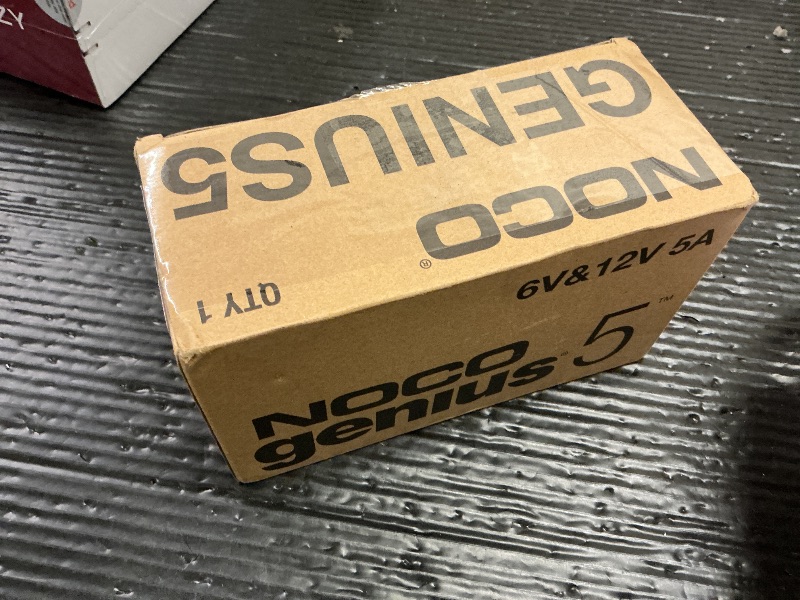 NOCO
GENIUS5
QTY 1
6V&12V 5A
NOCO
genius 5